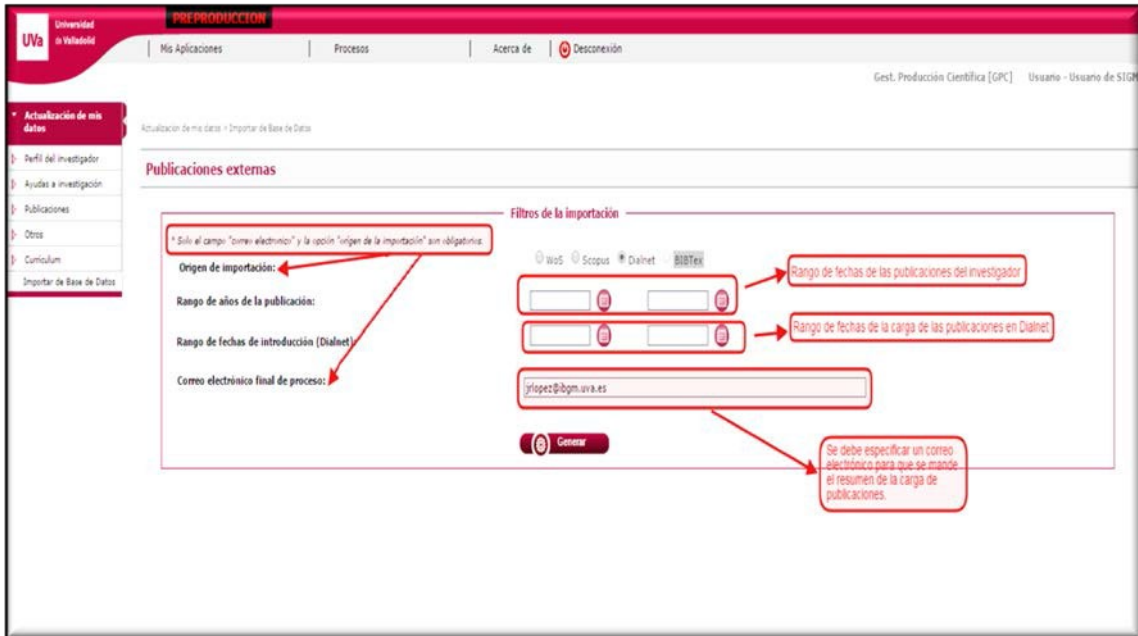 UVa
Universidad
de Valladolid
PREPRODUCCION
Mis Aplicaciones
Procesos
Acerca de
Desconexión
Gest. Producción Científica [GPC] Usuario - Usuario de SIGM
Actualización de mis
datos
Actualización de mis datos > Importar de Base de Datos
Perfil del investigador
Ayudas a investigación
Publicaciones
Otros
Curriculum
Importar de Base de Datos
Publicaciones externas
Filtros de la importación
* Solo el campo "correo electronico" y la opción "origen de la importación" son obligatorios.
Origen de importación:
WoS Scopus Dialnet BIBTex
Rango de fechas de las publicaciones del investigador
Rango de años de la publicación:
Rango de fechas de introducción (Dialnet):
Rango de fechas de la carga de las publicaciones en Dialnet
Correo electrónico final de proceso:
jrlopez@ibgm.uva.es
Generar
Se debe especificar un correo
electrónico para que se mande
el resumen de la carga de
publicaciones.